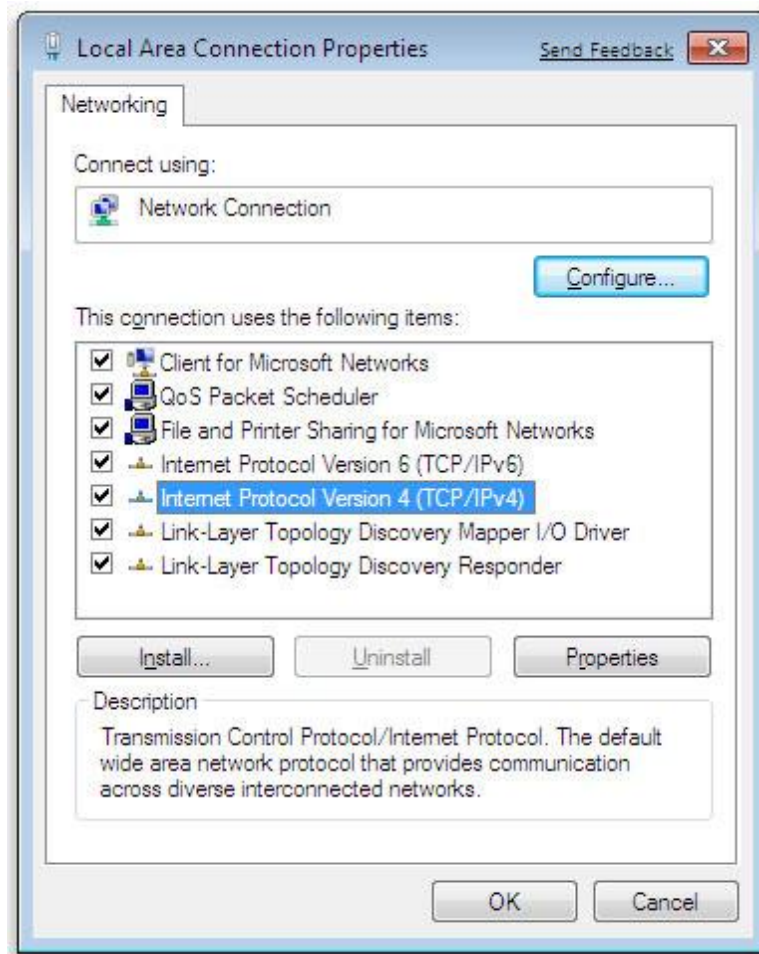 Local Area Connection Properties Send Feedback
Networking
Connect using:
Network Connection
Configure...
This connection uses the following items:
Client for Microsoft Networks
QoS Packet Scheduler
File and Printer Sharing for Microsoft Networks
Internet Protocol Version 6 (TCP/IPv6)
Internet Protocol Version 4 (TCP/IPv4)
Link-Layer Topology Discovery Mapper I/O Driver
Link-Layer Topology Discovery Responder
Install... Uninstall Properties
Description
Transmission Control Protocol/Internet Protocol. The default
wide area network protocol that provides communication
across diverse interconnected networks.
OK Cancel